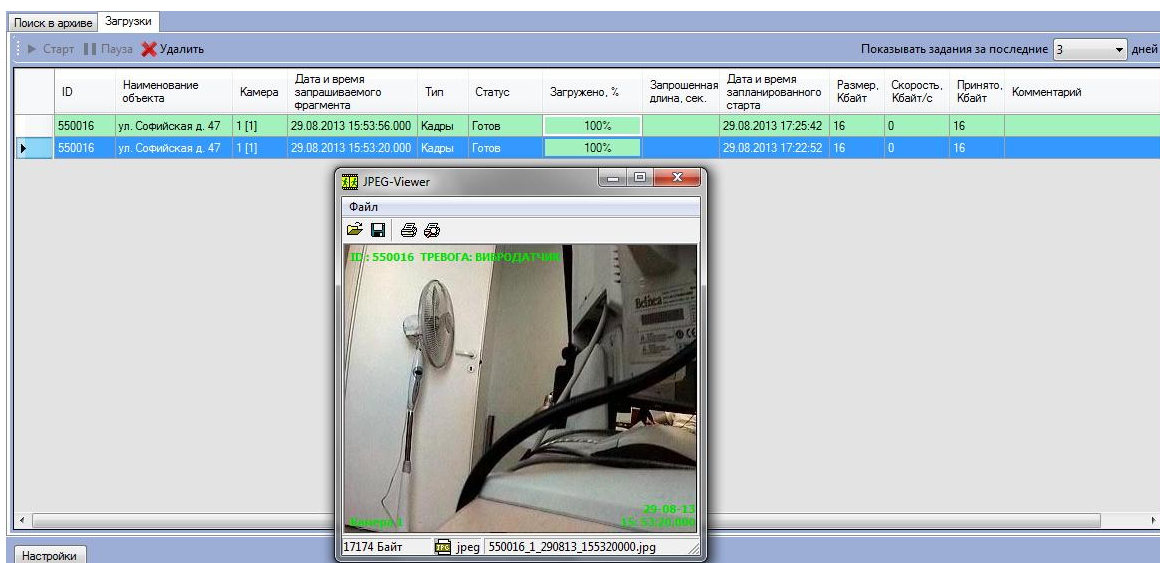 Поиск в архиве Загрузки
Старт Пауза Удалить Показывать задания за последние 3 дней
ID Наименование объекта Камера Дата и время запрашиваемого фрагмента Тип Статус Загружено, % Запрошенная длина, сек. Дата и время запланированного старта Размер, Кбайт Скорость, Кбайт/с Принято, Кбайт Комментарий
550016 ул. Софийская д. 47 1 [1] 29.08.2013 15:53:56.000 Кадры Готов 100% 29.08.2013 17:25:42 16 0 16
550016 ул. Софийская д. 47 1 [1] 29.08.2013 15:53:20.000 Кадры Готов 100% 29.08.2013 17:22:52 16 0 16
JPEG-Viewer
Файл
ID : 550016 ТРЕВОГА: ВИБРОДАТЧИК
Belinea
29-08-13
Камера 1 15:53:20,000
17174 Байт jpeg 550016_1_290813_155320000.jpg
Настройки